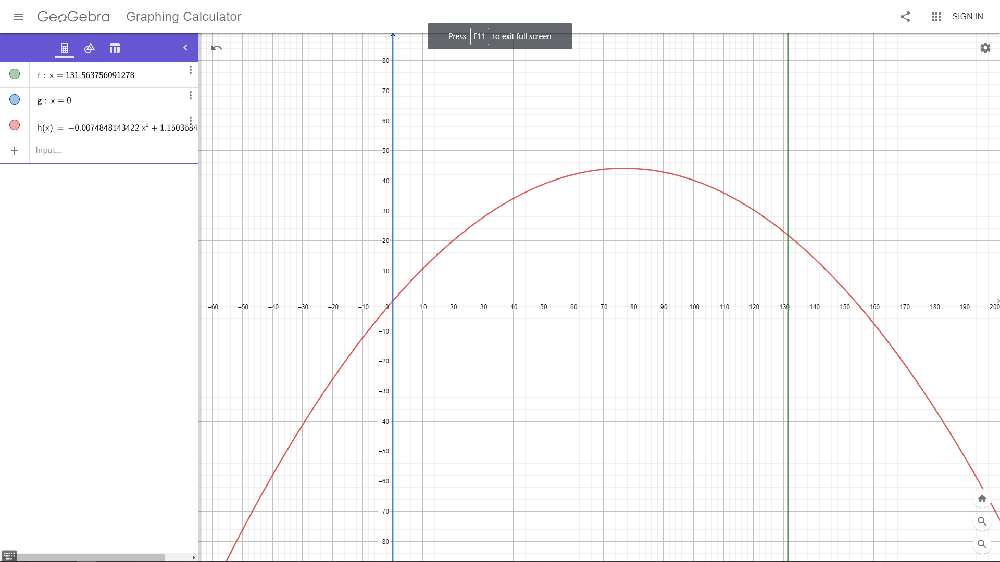 GeoGebra Graphing Calculator
SIGN IN
Press F11 to exit full screen
f : x = 131.563756091278
g : x = 0
h(x) = −0.0074848143422 x² + 1.1503684
Input...
80
70
60
50
40
30
20
10
−60 −50 −40 −30 −20 −10 0 10 20 30 40 50 60 70 80 90 100 110 120 130 140 150 160 170 180 190 200
−10
−20
−30
−40
−50
−60
−70
−80